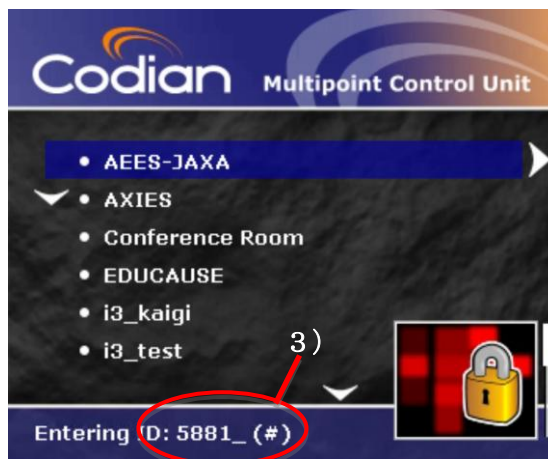 Codian Multipoint Control Unit
• AEES-JAXA
• AXIES
• Conference Room
• EDUCAUSE
• i3_kaigi
• i3_test
3)
Entering ID: 5881_ (#)